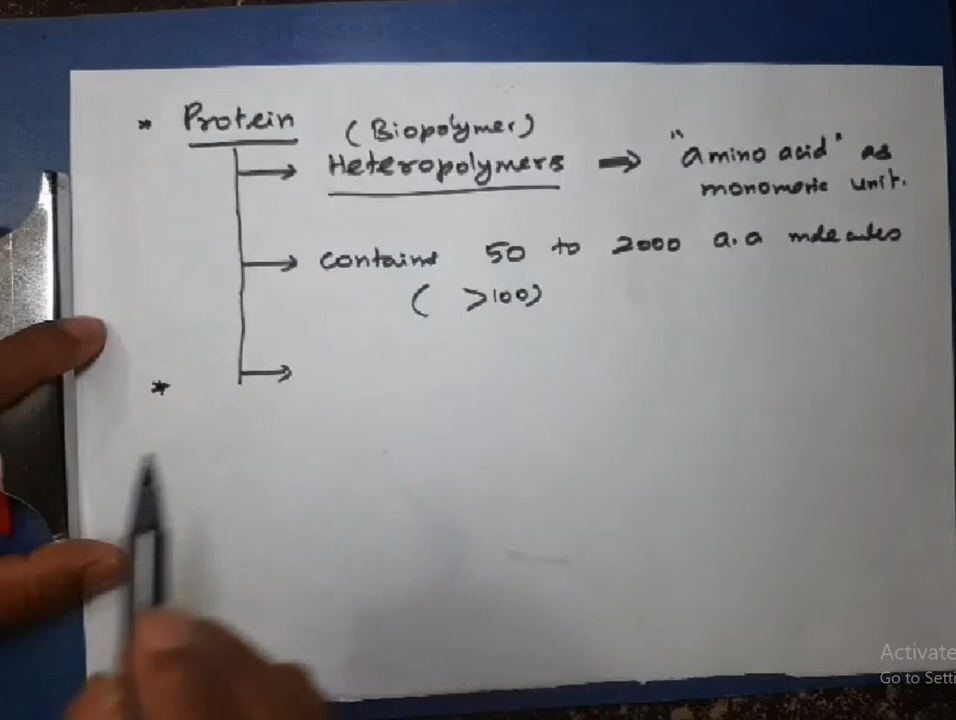 * Protein
(Biopolymer)
→ Heteropolymers ⇒ "amino acid" as
monomeric unit.
→ contains 50 to 2000 a.a molecules
( >100)
→
*
Activate
Go to Setti